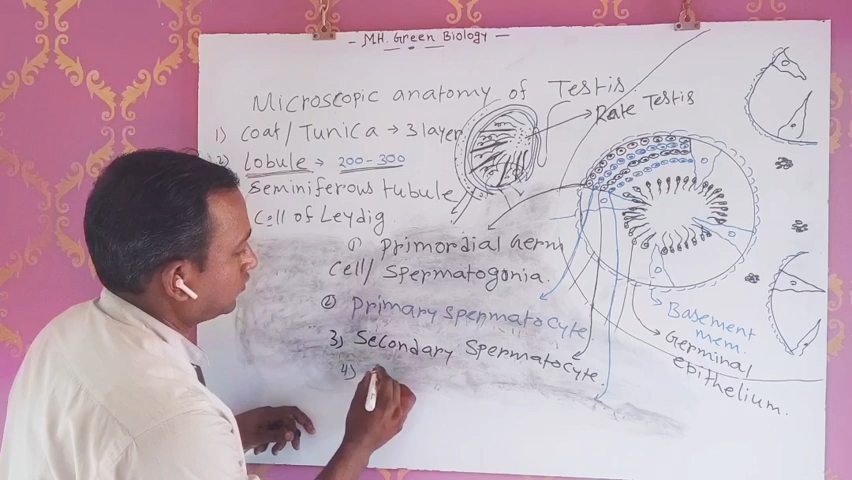 MH. Green Biology
Microscopic anatomy of Testis.
1) Coat/Tunica → 3 layer
2) Lobule → 200-300
Seminiferous tubule
Cell of Leydig.
Rate Testis
1) Primordial Germ
Cell/Spermatogonia.
2) Primary Spermatocyte
3) Secondary Spermatocyte.
4)
Basement
mem.
Germinal
epithelium.